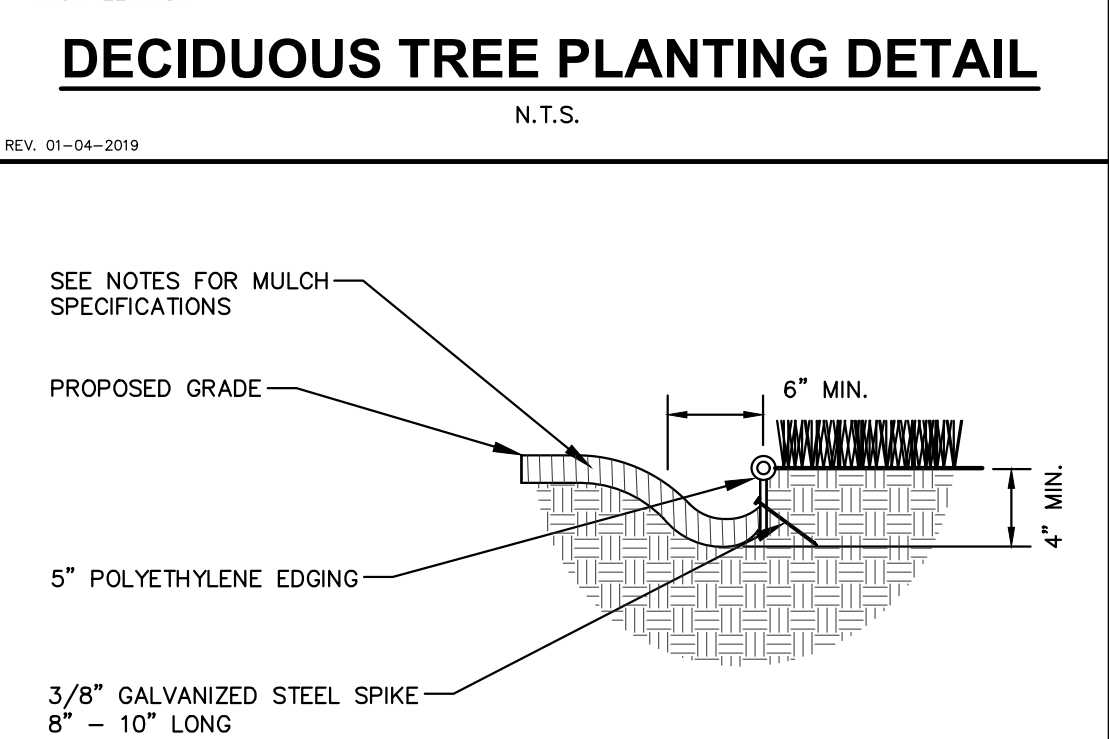 DECIDUOUS TREE PLANTING DETAIL
N.T.S.
REV. 01-04-2019
SEE NOTES FOR MULCH
SPECIFICATIONS
PROPOSED GRADE
6" MIN.
4" MIN.
5" POLYETHYLENE EDGING
3/8" GALVANIZED STEEL SPIKE
8" – 10" LONG